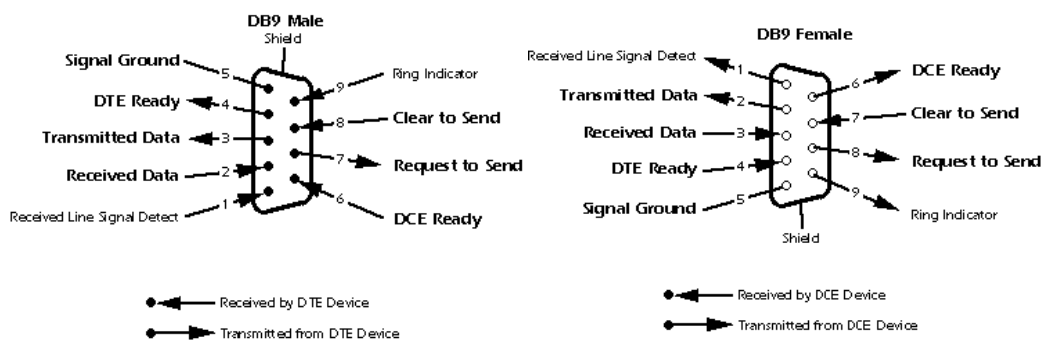 DB9 Male
Shield
Signal Ground 5
DTE Ready 4
Transmitted Data 3
Received Data 2
Received Line Signal Detect 1
9 Ring Indicator
8 Clear to Send
7 Request to Send
6 DCE Ready
Received by DTE Device
Transmitted from DTE Device
DB9 Female
Received Line Signal Detect 1
Transmitted Data 2
Received Data 3
DTE Ready 4
Signal Ground 5
6 DCE Ready
7 Clear to Send
8 Request to Send
9 Ring Indicator
Shield
Received by DCE Device
Transmitted from DCE Device